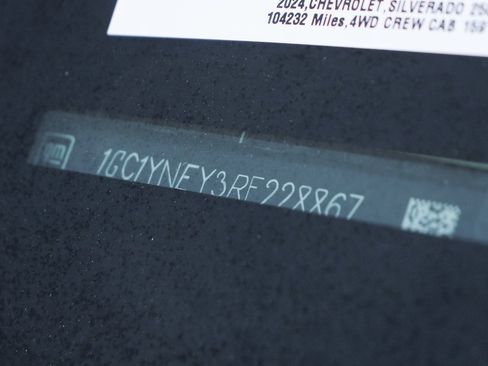 2024,CHEVROLET, SILVERADO 250
104232 Miles,4WD CREW CAB 159"
gm
1GC1YNEY3RF228867